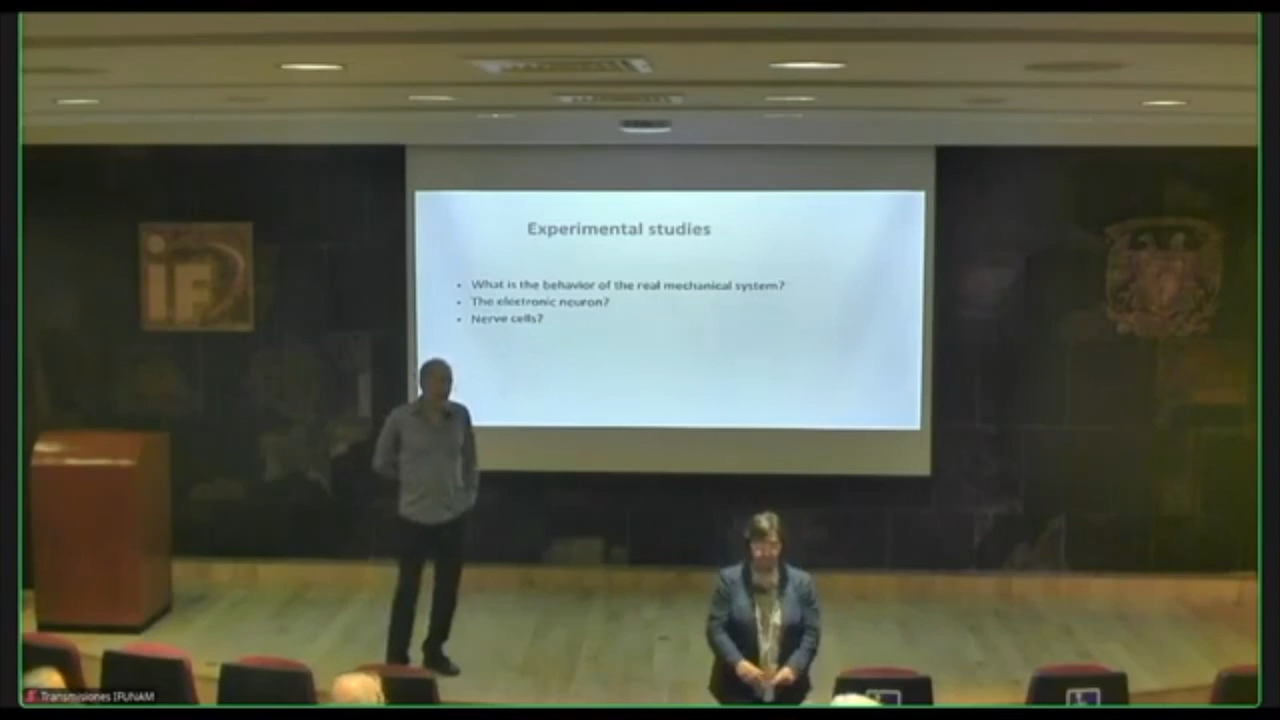 iF
Experimental studies
• What is the behavior of the real mechanical system?
• The electronic neuron?
• Nerve cells?
Transmisiones IFUNAM